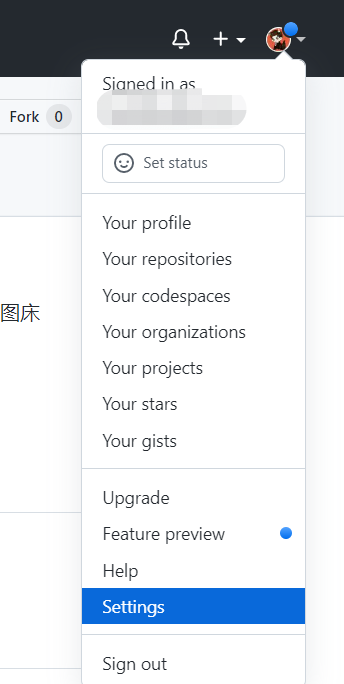 Signed in as
Fork 0
Set status
Your profile
Your repositories
Your codespaces
图床
Your organizations
Your projects
Your stars
Your gists
Upgrade
Feature preview
Help
Settings
Sign out